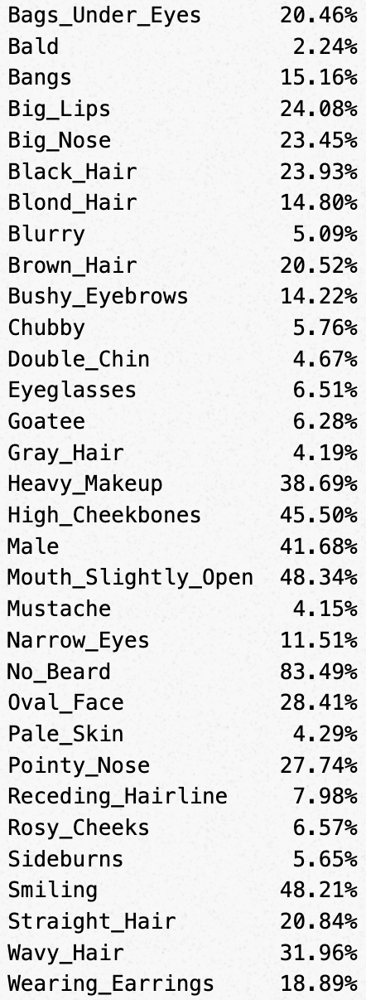 Bags_Under_Eyes 20.46%
Bald 2.24%
Bangs 15.16%
Big_Lips 24.08%
Big_Nose 23.45%
Black_Hair 23.93%
Blond_Hair 14.80%
Blurry 5.09%
Brown_Hair 20.52%
Bushy_Eyebrows 14.22%
Chubby 5.76%
Double_Chin 4.67%
Eyeglasses 6.51%
Goatee 6.28%
Gray_Hair 4.19%
Heavy_Makeup 38.69%
High_Cheekbones 45.50%
Male 41.68%
Mouth_Slightly_Open 48.34%
Mustache 4.15%
Narrow_Eyes 11.51%
No_Beard 83.49%
Oval_Face 28.41%
Pale_Skin 4.29%
Pointy_Nose 27.74%
Receding_Hairline 7.98%
Rosy_Cheeks 6.57%
Sideburns 5.65%
Smiling 48.21%
Straight_Hair 20.84%
Wavy_Hair 31.96%
Wearing_Earrings 18.89%